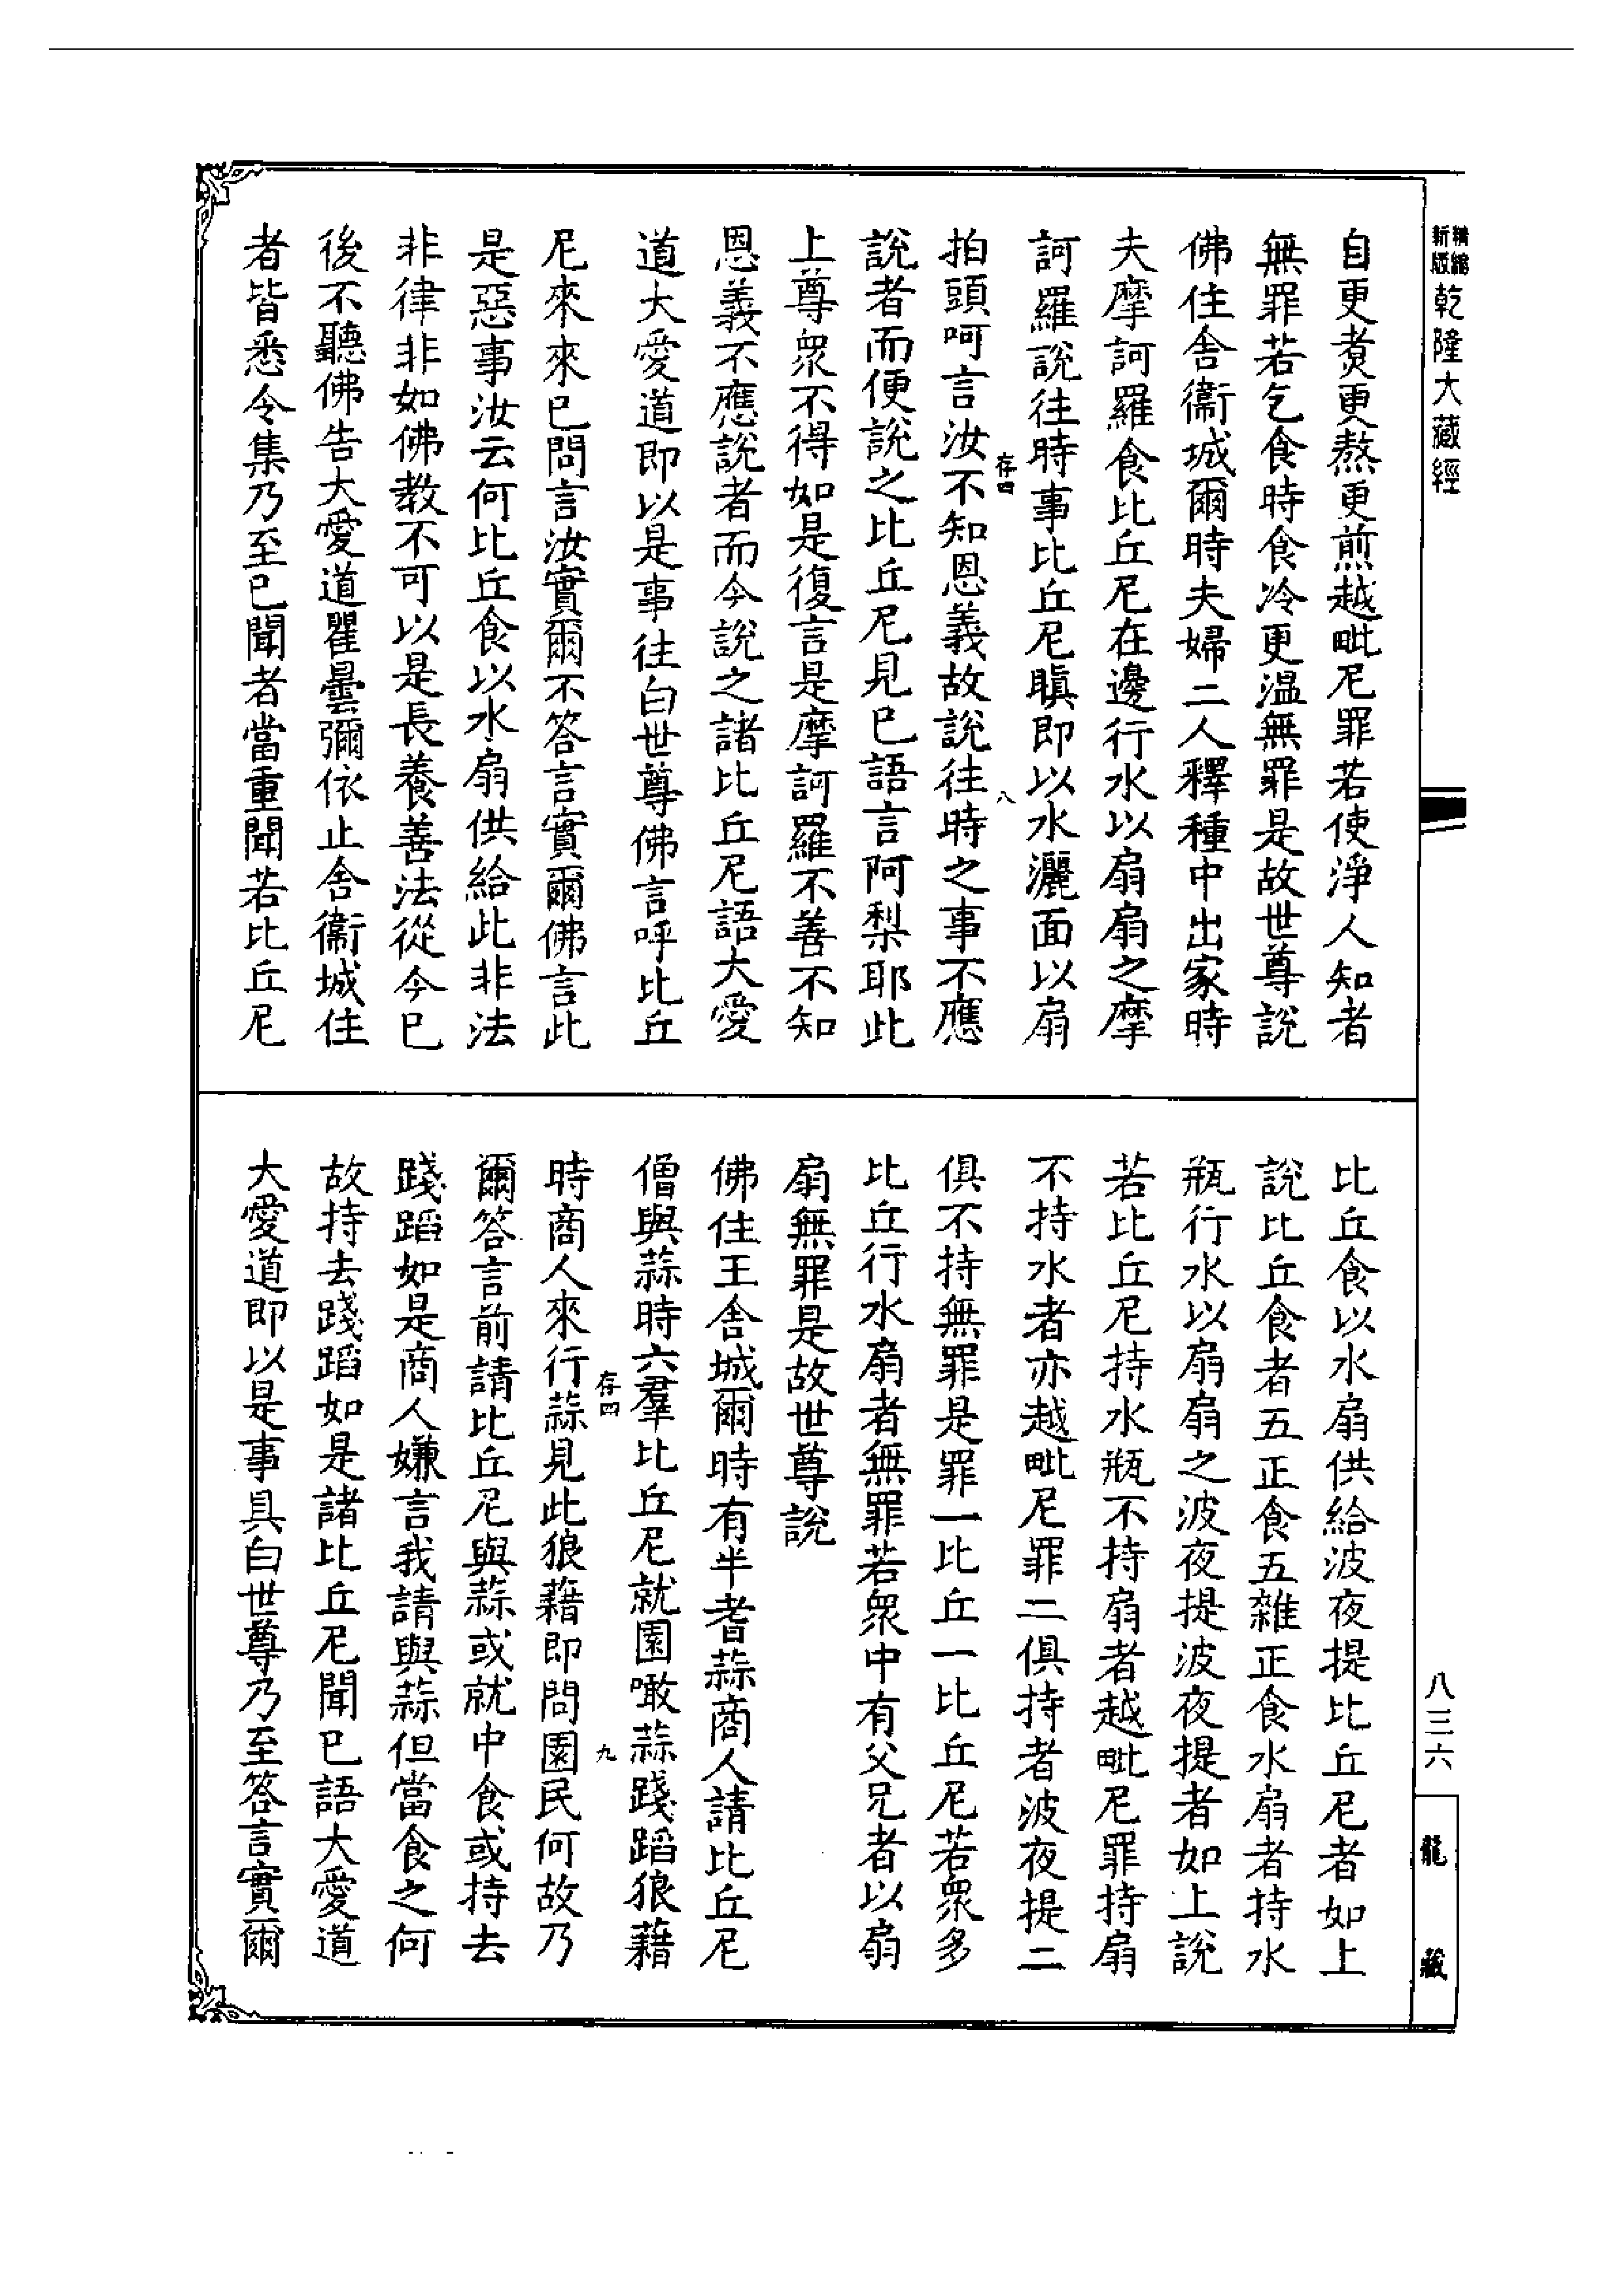 精縮新版乾隆大藏經
自更煑更熬更煎越毗尼罪若使淨人知者
無罪若乞食時食冷更溫無罪是故世尊說
佛住舍衞城爾時夫婦二人釋種中出家時
夫摩訶羅食比丘尼在邊行水以扇扇之摩
訶羅說往時事比丘尼瞋即以水灑面以扇
存四 八
拍頭呵言汝不知恩義故說往時之事不應
說者而便說之比丘尼見巳語言阿梨耶此
上尊衆不得如是復言是摩訶羅不善不知
恩義不應說者而今說之諸比丘尼語大愛
道大愛道即以是事往白世尊佛言呼比丘
尼來來巳問言汝實爾不答言實爾佛言此
是惡事汝云何比丘食以水扇供給此非法
非律非如佛教不可以是長養善法從今巳
後不聽佛告大愛道瞿曇彌依止舍衞城住
者皆悉令集乃至巳聞者當重聞若比丘尼
比丘食以水扇供給波夜提比丘尼者如上
說比丘食者五正食五雜正食水扇者持水
瓶行水以扇扇之波夜提波夜提者如上說
若比丘尼持水瓶不持扇者越毗尼罪持扇
不持水者亦越毗尼罪二俱持者波夜提二
俱不持無罪是罪一比丘一比丘尼若衆多
比丘行水扇者無罪若衆中有父兄者以扇
扇無罪是故世尊說
佛住王舍城爾時有半耆蒜商人請比丘尼
僧與蒜時六羣比丘尼就園噉蒜踐蹈狼藉
存四 九
時商人來行蒜見此狼藉即問園民何故乃
爾答言前請比丘尼與蒜或就中食或持去
踐蹈如是商人嫌言我請與蒜但當食之何
故持去踐蹈如是諸比丘尼聞巳語大愛道
大愛道即以是事具白世尊乃至答言實爾
八三六
龍藏